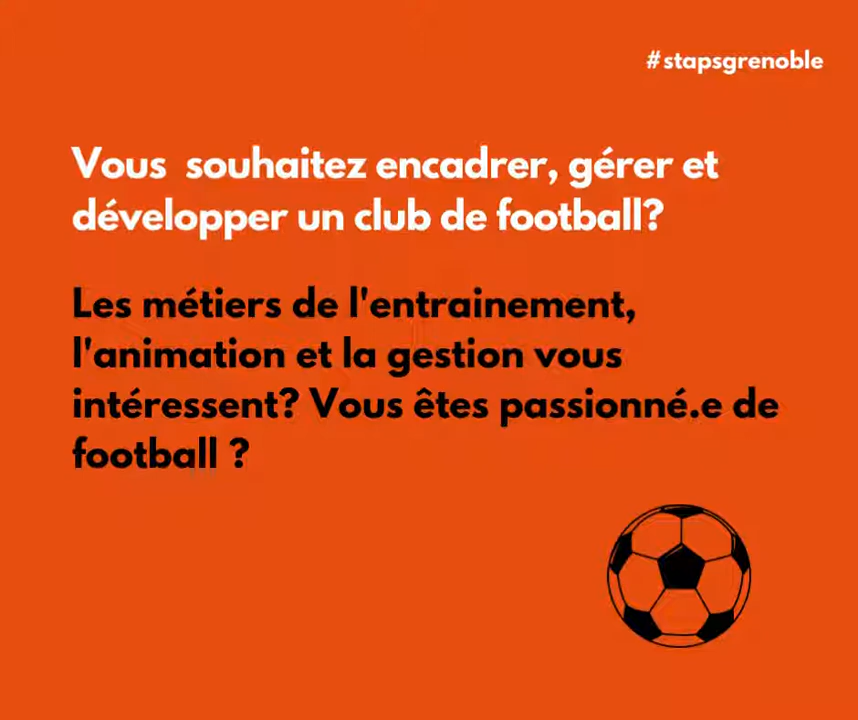 #stapsgrenoble
Vous souhaitez encadrer, gérer et
développer un club de football?
Les métiers de l'entrainement,
l'animation et la gestion vous
intéressent? Vous êtes passionné.e de
football ?